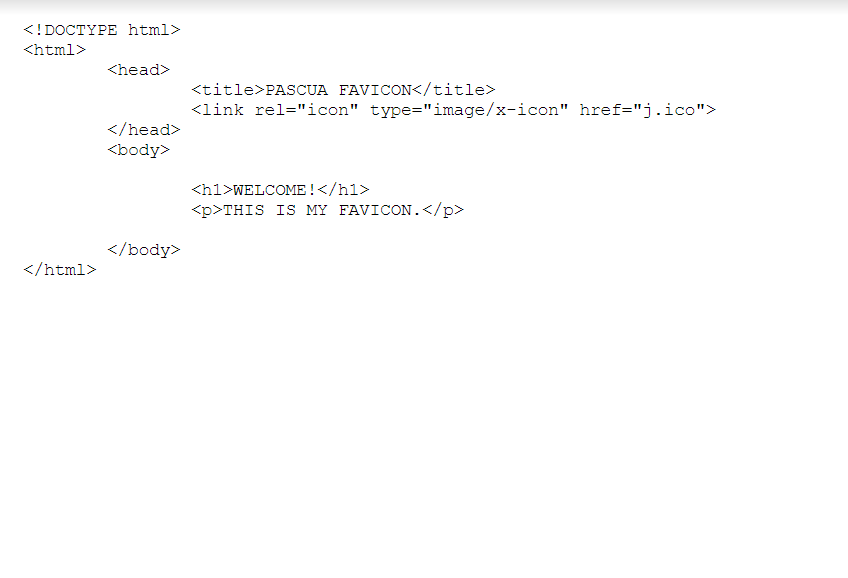 <!DOCTYPE html>
<html>
<head>
<title>PASCUA FAVICON</title>
<link rel="icon" type="image/x-icon" href="j.ico">
</head>
<body>
<h1>WELCOME!</h1>
<p>THIS IS MY FAVICON.</p>
</body>
</html>